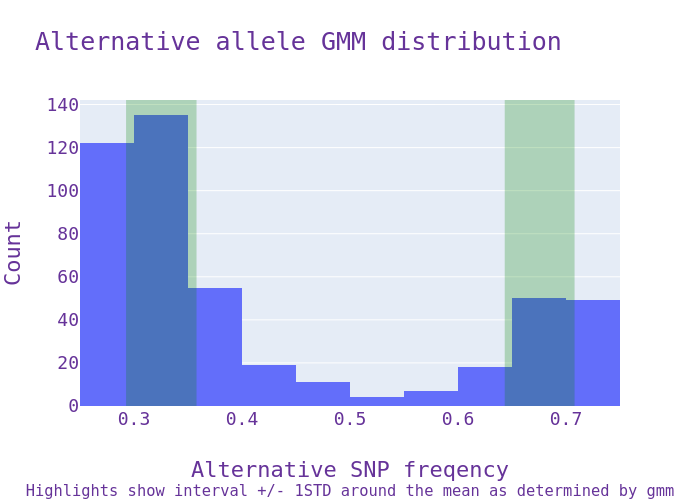 Alternative allele GMM distribution
140
120
100
80
60
40
20
0
Count
0.3 0.4 0.5 0.6 0.7
Alternative SNP freqency
Highlights show interval +/- 1STD around the mean as determined by gmm